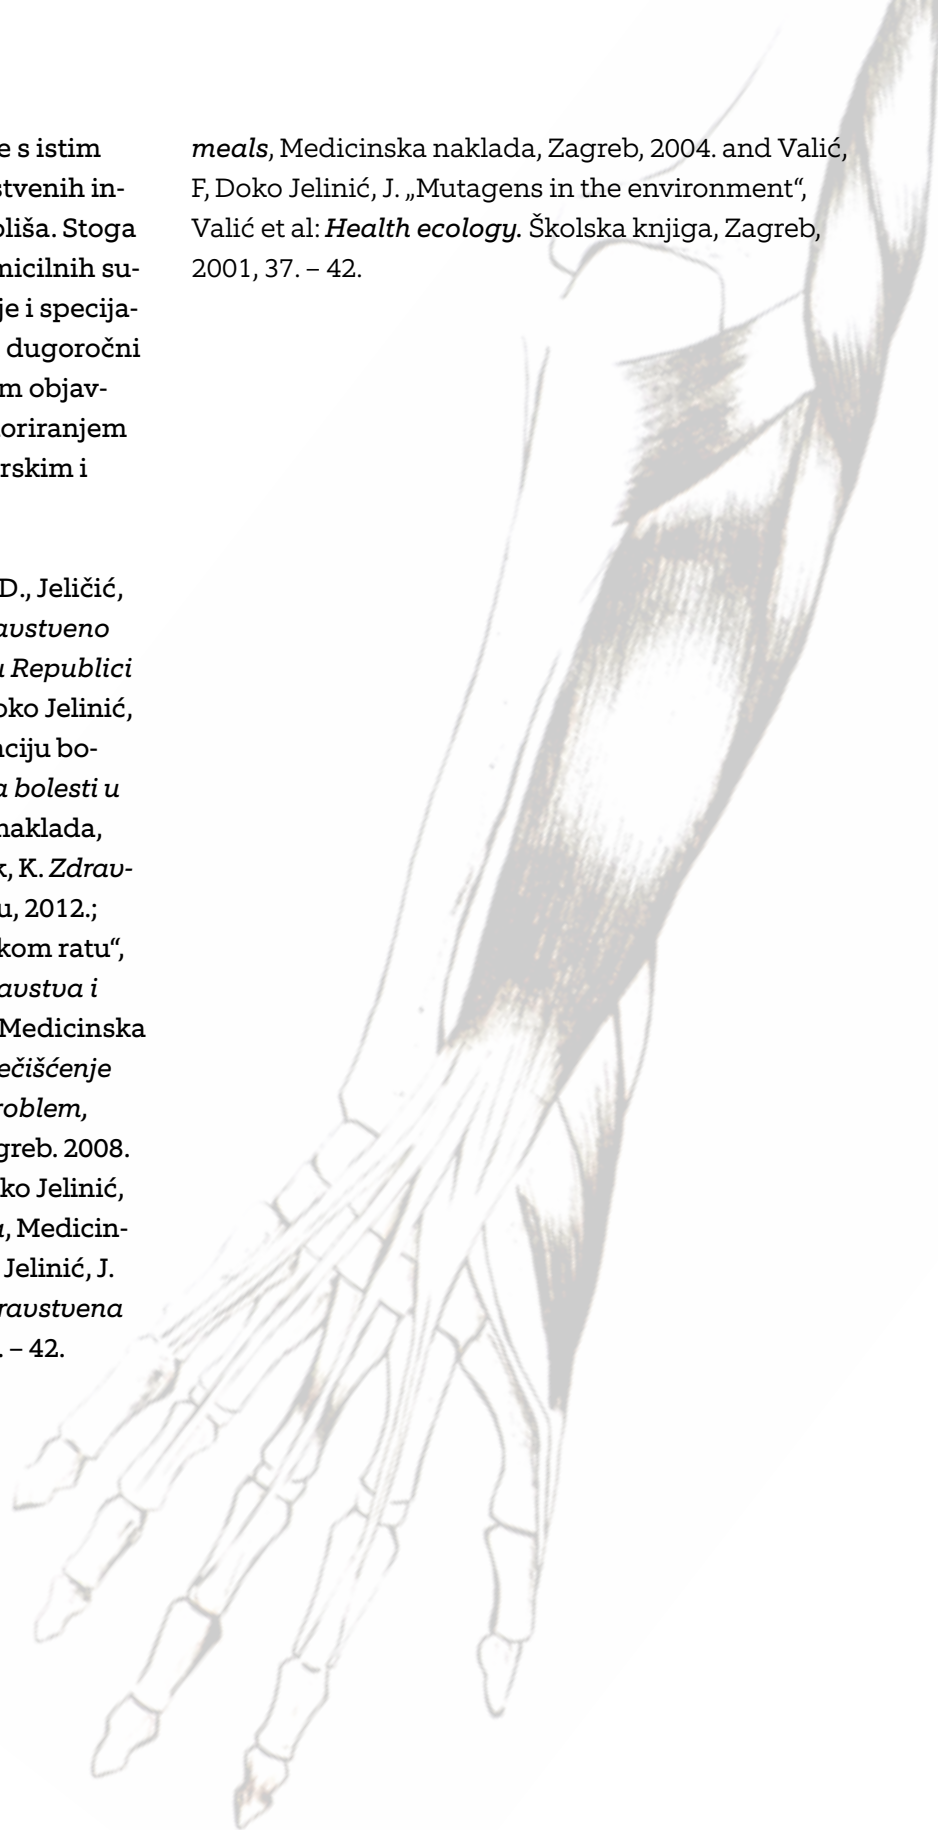 e s istim
stvenih in-
oliša. Stoga
micilnih su-
je i specija-
dugoročni
m objav-
oriranjem
rskim i
D., Jeličić,
avstveno
u Republici
oko Jelinić,
nciju bo-
a bolesti u
naklada,
k, K. Zdrav-
u, 2012.;
kom ratu“,
avstva i
Medicinska
ečišćenje
roblem,
greb. 2008.
ko Jelinić,
a, Medicin-
Jelinić, J.
ravstvena
. – 42.
meals, Medicinska naklada, Zagreb, 2004. and Valić,
F, Doko Jelinić, J. „Mutagens in the environment“,
Valić et al: Health ecology. Školska knjiga, Zagreb,
2001, 37. – 42.